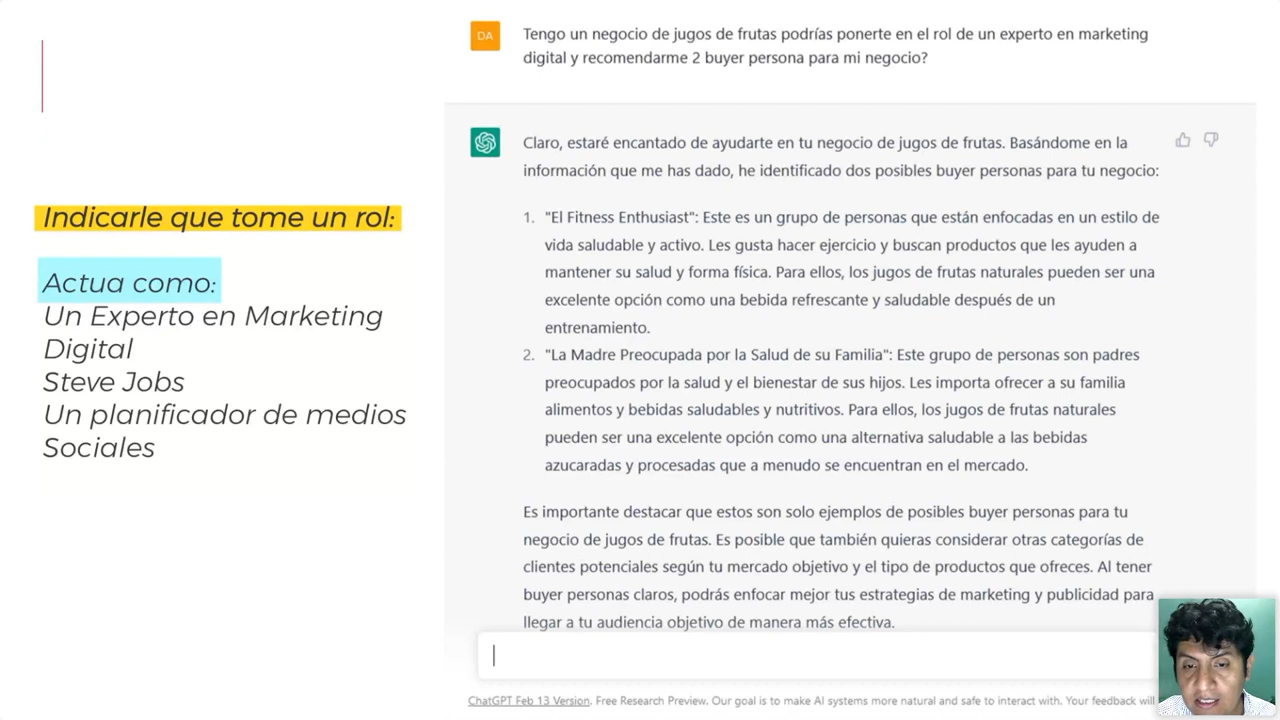 Indicarle que tome un rol:
Actua como:
Un Experto en Marketing
Digital
Steve Jobs
Un planificador de medios
Sociales
DA
Tengo un negocio de jugos de frutas podrías ponerte en el rol de un experto en marketing
digital y recomendarme 2 buyer persona para mi negocio?
Claro, estaré encantado de ayudarte en tu negocio de jugos de frutas. Basándome en la
información que me has dado, he identificado dos posibles buyer personas para tu negocio:
1. "El Fitness Enthusiast": Este es un grupo de personas que están enfocadas en un estilo de
vida saludable y activo. Les gusta hacer ejercicio y buscan productos que les ayuden a
mantener su salud y forma física. Para ellos, los jugos de frutas naturales pueden ser una
excelente opción como una bebida refrescante y saludable después de un
entrenamiento.
2. "La Madre Preocupada por la Salud de su Familia": Este grupo de personas son padres
preocupados por la salud y el bienestar de sus hijos. Les importa ofrecer a su familia
alimentos y bebidas saludables y nutritivos. Para ellos, los jugos de frutas naturales
pueden ser una excelente opción como una alternativa saludable a las bebidas
azucaradas y procesadas que a menudo se encuentran en el mercado.
Es importante destacar que estos son solo ejemplos de posibles buyer personas para tu
negocio de jugos de frutas. Es posible que también quieras considerar otras categorías de
clientes potenciales según tu mercado objetivo y el tipo de productos que ofreces. Al tener
buyer personas claros, podrás enfocar mejor tus estrategias de marketing y publicidad para
llegar a tu audiencia objetivo de manera más efectiva.
ChatGPT Feb 13 Version. Free Research Preview. Our goal is to make AI systems more natural and safe to interact with. Your feedback will